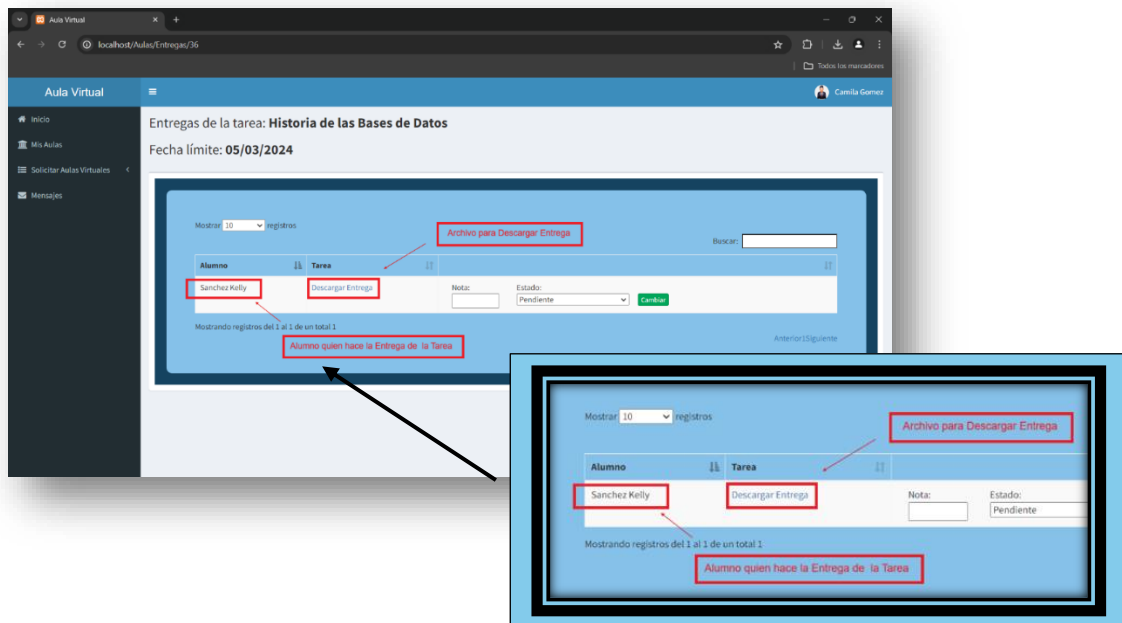 Aula Virtual
localhost/Aulas/Entregas/36
Todos los marcadores
Aula Virtual
Camila Gomez
Inicio
Mis Aulas
Solicitar Aulas Virtuales
Mensajes
Entregas de la tarea: Historia de las Bases de Datos
Fecha límite: 05/03/2024
Mostrar 10 registros
Archivo para Descargar Entrega
Buscar:
Alumno Tarea
Sanchez Kelly Descargar Entrega Nota: Estado:
Pendiente Cambiar
Mostrando registros del 1 al 1 de un total 1
Alumno quien hace la Entrega de la Tarea
Anterior1Siguiente
Mostrar 10 registros
Archivo para Descargar Entrega
Alumno Tarea
Sanchez Kelly Descargar Entrega Nota: Estado:
Pendiente
Mostrando registros del 1 al 1 de un total 1
Alumno quien hace la Entrega de la Tarea